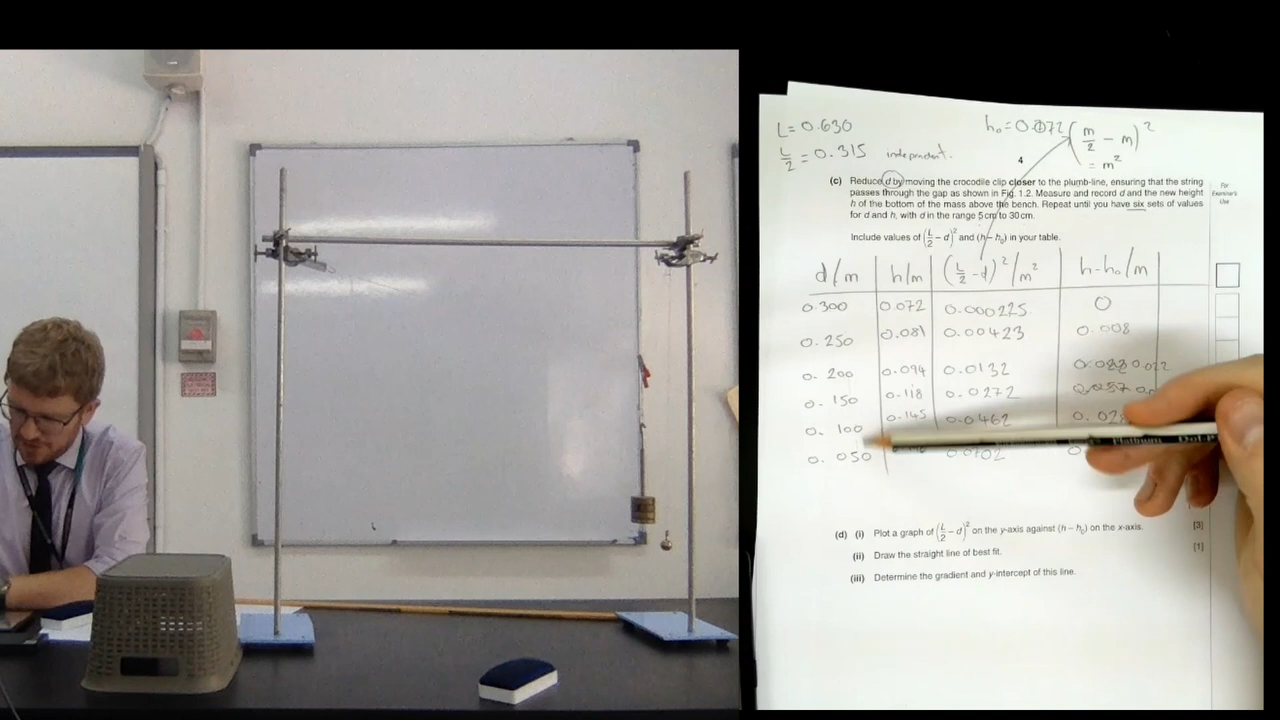 L = 0.630
L/2 = 0.315 independent.
h₀ = 0.072 (m/2 - m)²
= m²
4
For
Examiner's
Use
(c) Reduce d by moving the crocodile clip closer to the plumb-line, ensuring that the string
passes through the gap as shown in Fig. 1.2. Measure and record d and the new height
h of the bottom of the mass above the bench. Repeat until you have six sets of values
for d and h, with d in the range 5 cm to 30 cm.
Include values of (L/2 - d)² and (h - h₀) in your table.
d/m h/m (L/2 - d)²/m² h-h₀/m
0.300 0.072 0.000225 0
0.250 0.081 0.00423 0.008
0.200 0.094 0.0132 0.022
0.150 0.118 0.0272
0.100 0.145 0.0462
0.050 0.0702
(d) (i) Plot a graph of (L/2 - d)² on the y-axis against (h - h₀) on the x-axis. [3]
(ii) Draw the straight line of best fit. [1]
(iii) Determine the gradient and y-intercept of this line.
Platinum